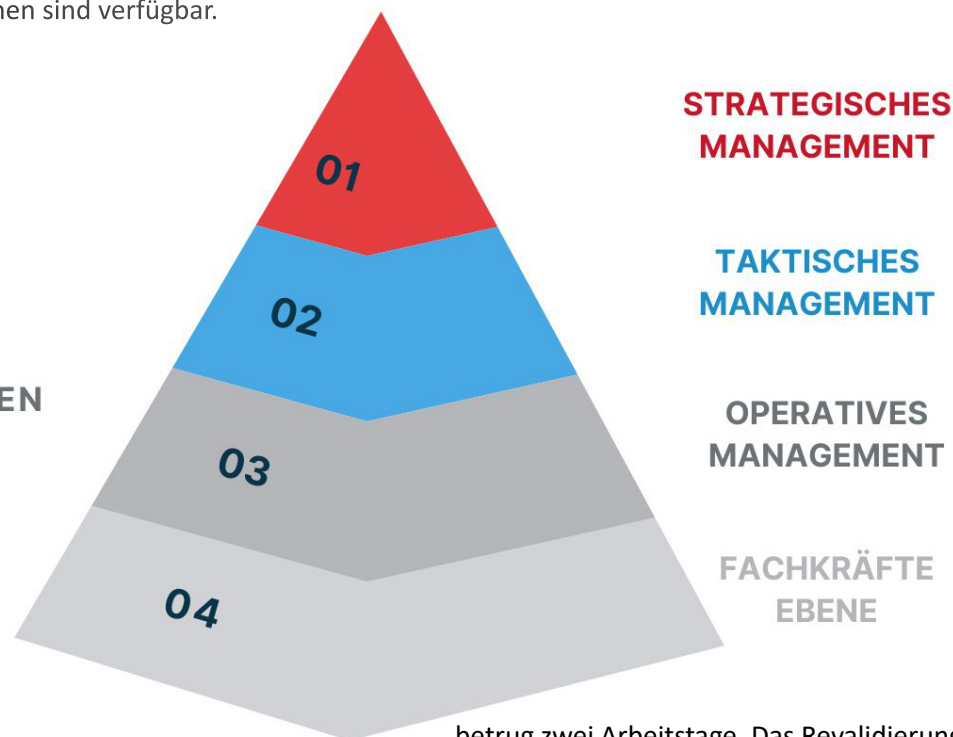 nen sind verfügbar.
01
STRATEGISCHES
MANAGEMENT
02
TAKTISCHES
MANAGEMENT
EN
03
OPERATIVES
MANAGEMENT
04
FACHKRÄFTE
EBENE
betrug zwei Arbeitstage. Das Revalidierung